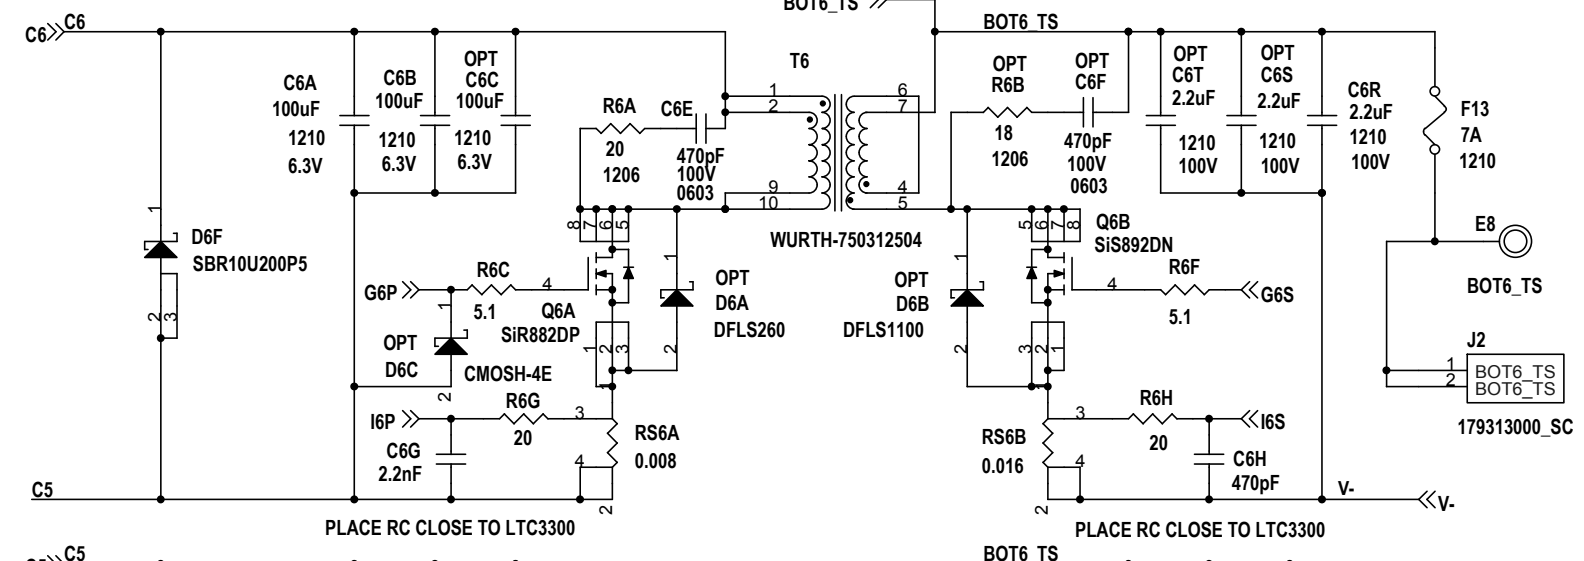 BOT6_TS
C6
C6
BOT6_TS
C6A
100uF
1210
6.3V
C6B
100uF
1210
6.3V
OPT
C6C
100uF
1210
6.3V
R6A
20
1206
C6E
470pF
100V
0603
T6
1
2
9
10
6
7
4
5
WURTH-750312504
OPT
R6B
18
1206
OPT
C6F
470pF
100V
0603
OPT
C6T
2.2uF
1210
100V
OPT
C6S
2.2uF
1210
100V
C6R
2.2uF
1210
100V
F13
7A
1210
1
D6F
SBR10U200P5
2
3
8
7
6
5
G6P
R6C
5.1
4
Q6A
SiR882DP
1
2
3
1
OPT
D6C
CMOSH-4E
1
2
1
OPT
D6A
DFLS260
2
1
OPT
D6B
DFLS1100
2
5
6
7
8
Q6B
SiS892DN
4
R6F
5.1
G6S
3
2
1
1
E8
BOT6_TS
J2
1
2
BOT6_TS
BOT6_TS
179313000_SC
I6P
R6G
20
3
C6G
2.2nF
4
RS6A
0.008
2
3
R6H
20
I6S
RS6B
0.016
4
C6H
470pF
2
C5
V-
V-
PLACE RC CLOSE TO LTC3300
PLACE RC CLOSE TO LTC3300
C5
C5
BOT6_TS